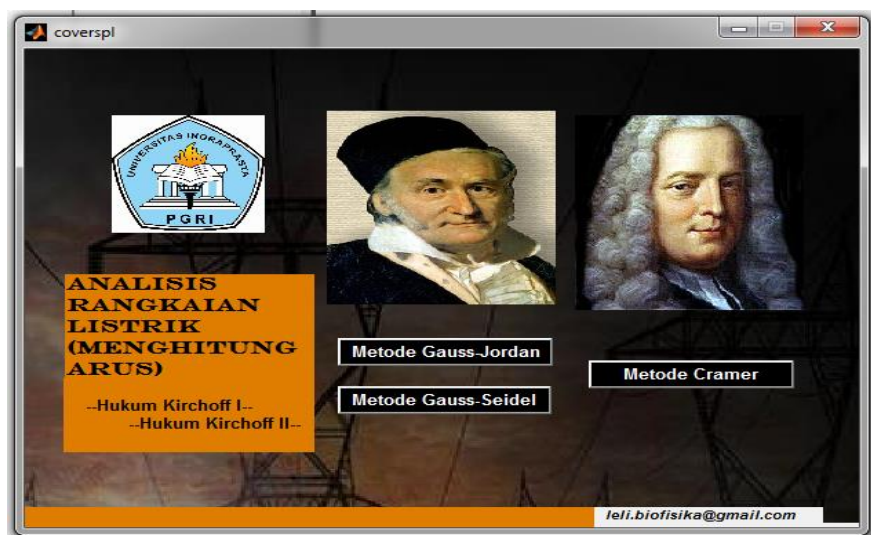 coverspl
UNIVERSITAS INDRAPRASTA
PGRI
ANALISIS
RANGKAIAN
LISTRIK
(MENGHITUNG
ARUS)
--Hukum Kirchoff I--
--Hukum Kirchoff II--
Metode Gauss-Jordan
Metode Gauss-Seidel
Metode Cramer
leli.biofisika@gmail.com